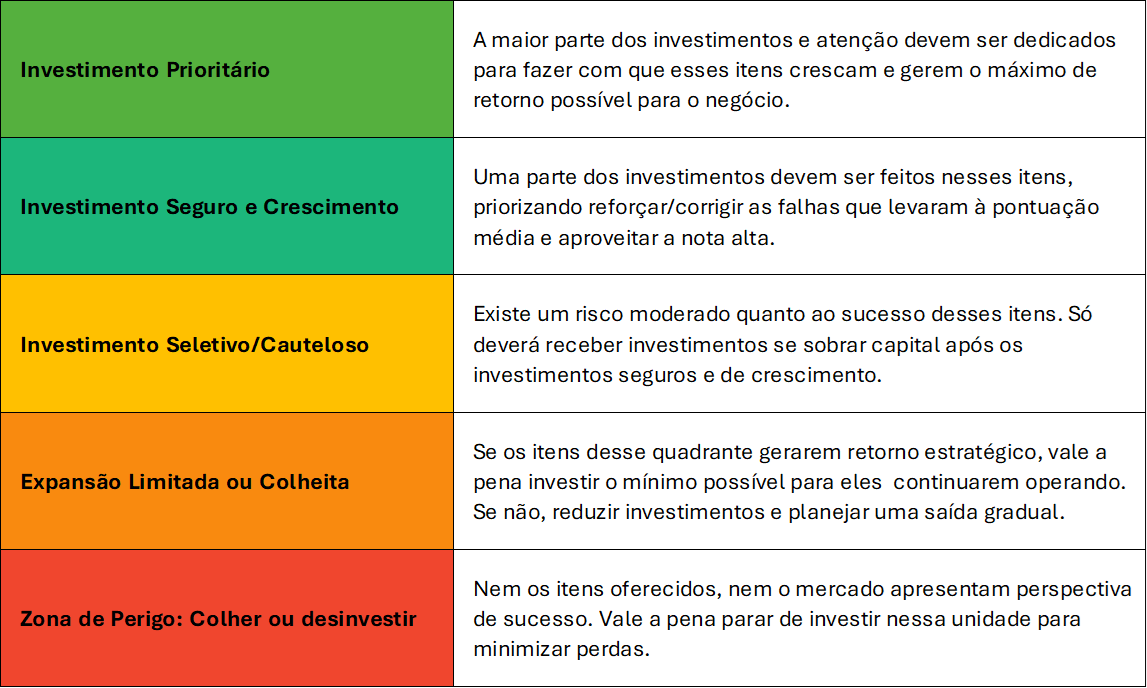 Investimento Prioritário
A maior parte dos investimentos e atenção devem ser dedicados
para fazer com que esses itens crescam e gerem o máximo de
retorno possível para o negócio.
Investimento Seguro e Crescimento
Uma parte dos investimentos devem ser feitos nesses itens,
priorizando reforçar/corrigir as falhas que levaram à pontuação
média e aproveitar a nota alta.
Investimento Seletivo/Cauteloso
Existe um risco moderado quanto ao sucesso desses itens. Só
deverá receber investimentos se sobrar capital após os
investimentos seguros e de crescimento.
Expansão Limitada ou Colheita
Se os itens desse quadrante gerarem retorno estratégico, vale a
pena investir o mínimo possível para eles  continuarem operando.
Se não, reduzir investimentos e planejar uma saída gradual.
Zona de Perigo: Colher ou desinvestir
Nem os itens oferecidos, nem o mercado apresentam perspectiva
de sucesso. Vale a pena parar de investir nessa unidade para
minimizar perdas.